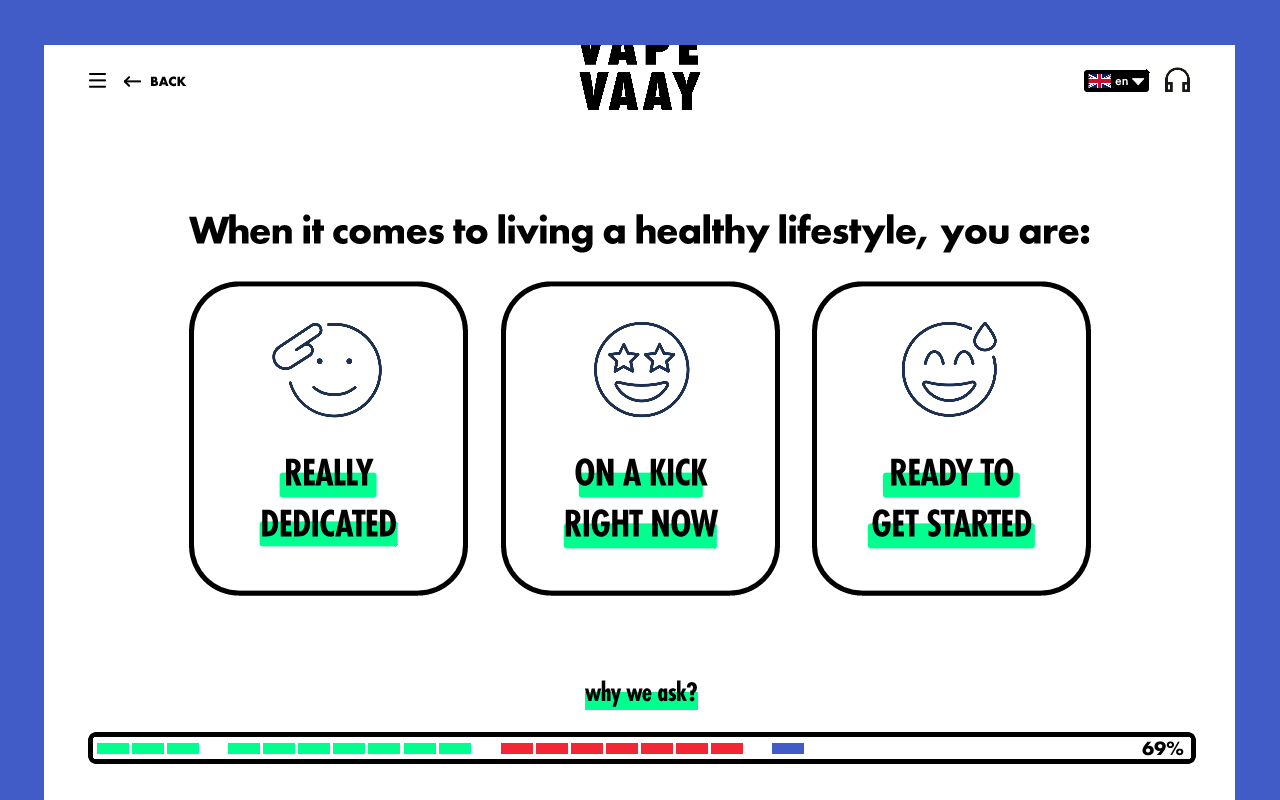 VAPE
VAAY
BACK
en
When it comes to living a healthy lifestyle, you are:
REALLY
DEDICATED
ON A KICK
RIGHT NOW
READY TO
GET STARTED
why we ask?
69%